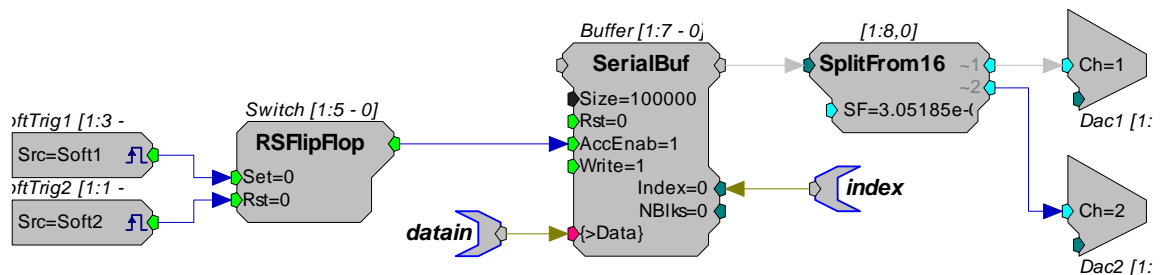 Buffer [1:7 - 0]
[1:8,0]
SerialBuf
SplitFrom16
~1
Ch=1
~2
Size=100000
SF=3.05185e-(
Dac1 [1:
Switch [1:5 - 0]
oftTrig1 [1:3 -
Rst=0
RSFlipFlop
AccEnab=1
Src=Soft1
Write=1
Set=0
Index=0
index
oftTrig2 [1:1 -
Rst=0
NBlks=0
Ch=2
Src=Soft2
datain
{>Data}
Dac2 [1: